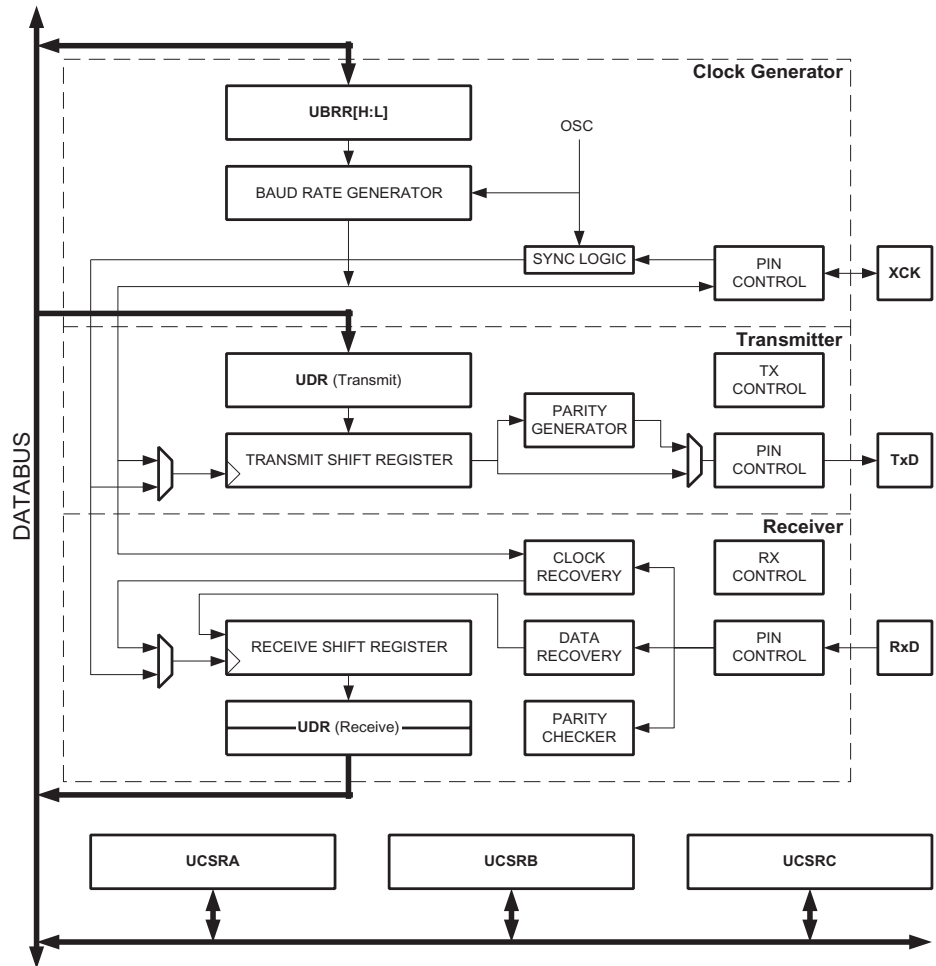 Clock Generator
UBRR[H:L]
OSC
BAUD RATE GENERATOR
SYNC LOGIC
PIN
CONTROL
XCK
Transmitter
UDR (Transmit)
TX
CONTROL
PARITY
GENERATOR
TRANSMIT SHIFT REGISTER
PIN
CONTROL
TxD
DATABUS
Receiver
CLOCK
RECOVERY
RX
CONTROL
RECEIVE SHIFT REGISTER
DATA
RECOVERY
PIN
CONTROL
RxD
UDR (Receive)
PARITY
CHECKER
UCSRA
UCSRB
UCSRC